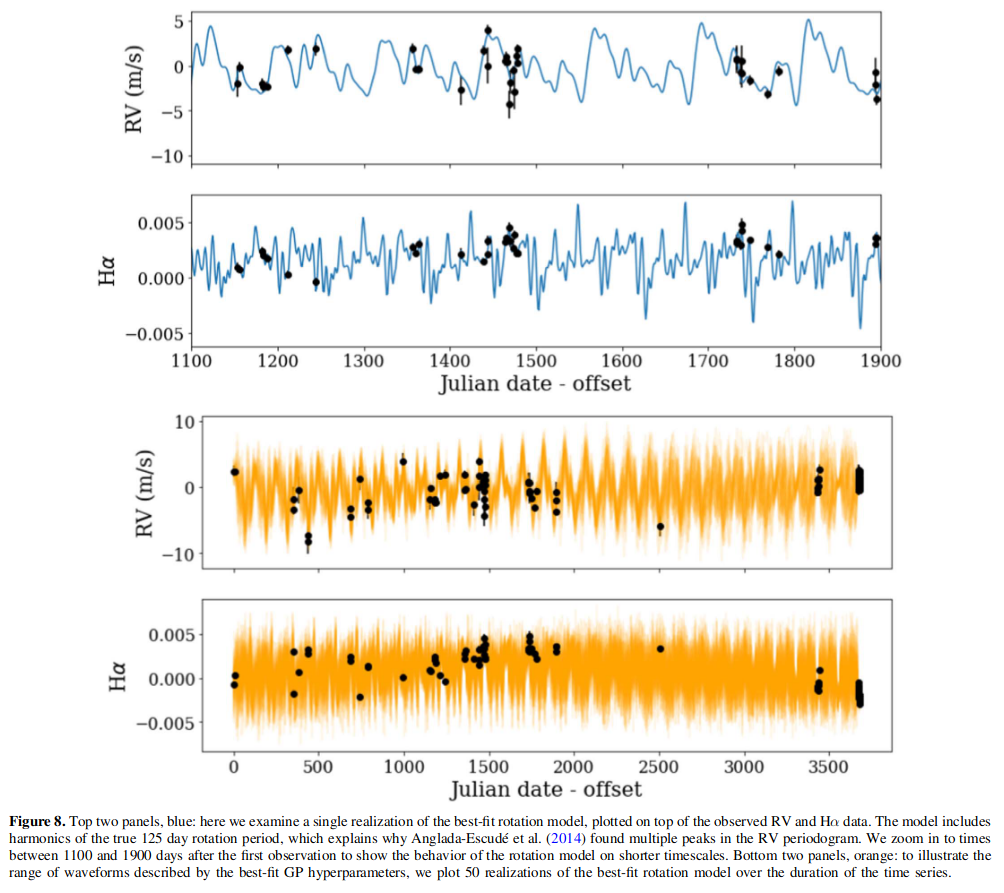 5
0
−5
−10
RV (m/s)
0.005
0.000
−0.005
Hα
1100 1200 1300 1400 1500 1600 1700 1800 1900
Julian date - offset
10
0
−10
RV (m/s)
0.005
0.000
−0.005
Hα
0 500 1000 1500 2000 2500 3000 3500
Julian date - offset
Figure 8. Top two panels, blue: here we examine a single realization of the best-fit rotation model, plotted on top of the observed RV and Hα data. The model includes
harmonics of the true 125 day rotation period, which explains why Anglada-Escudé et al. (2014) found multiple peaks in the RV periodogram. We zoom in to times
between 1100 and 1900 days after the first observation to show the behavior of the rotation model on shorter timescales. Bottom two panels, orange: to illustrate the
range of waveforms described by the best-fit GP hyperparameters, we plot 50 realizations of the best-fit rotation model over the duration of the time series.